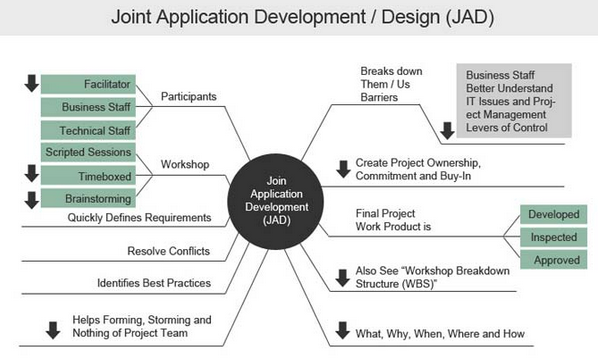 Joint Application Development / Design (JAD)
Facilitator
Business Staff
Technical Staff
Participants
Scripted Sessions
Timeboxed
Brainstorming
Workshop
Quickly Defines Requirements
Resolve Conflicts
Identifies Best Practices
Helps Forming, Storming and
Nothing of Project Team
Join
Application
Development
(JAD)
Breaks down
Them / Us
Barriers
Business Staff
Better Understand
IT Issues and Proj-
ect Management
Levers of Control
Create Project Ownership,
Commitment and Buy-In
Final Project
Work Product is
Developed
Inspected
Approved
Also See “Workshop Breakdown
Structure (WBS)”
What, Why, When, Where and How